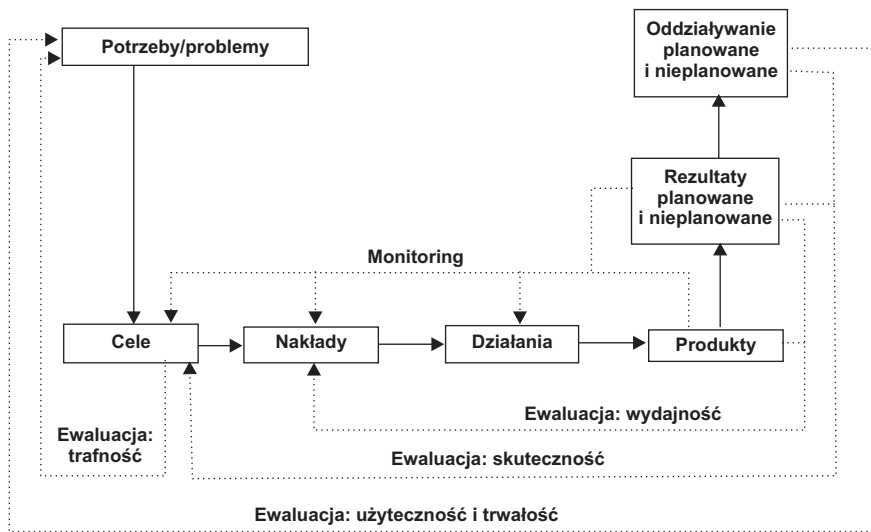 Potrzeby/problemy
Oddziaływanie
planowane
i nieplanowane
Rezultaty
planowane
i nieplanowane
Monitoring
Cele
Nakłady
Działania
Produkty
Ewaluacja: wydajność
Ewaluacja:
trafność
Ewaluacja: skuteczność
Ewaluacja: użyteczność i trwałość